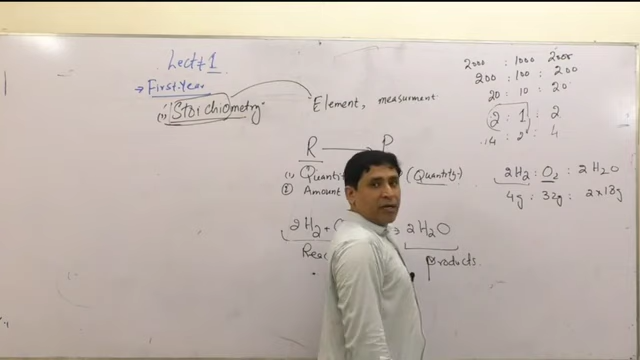 Lect # 1
→ First Year
(1) Stoichiometry
Element, measurment
R → P
(1) (Quantity)
② Amount
2H₂ +
2H₂O
Products.
2000 : 1000 : 2000
200 : 100 : 200
20 : 10 : 20
2 : 1 : 2
4 : 2 : 4
2H₂ : O₂ : 2H₂O
4g : 32g : 2x18g